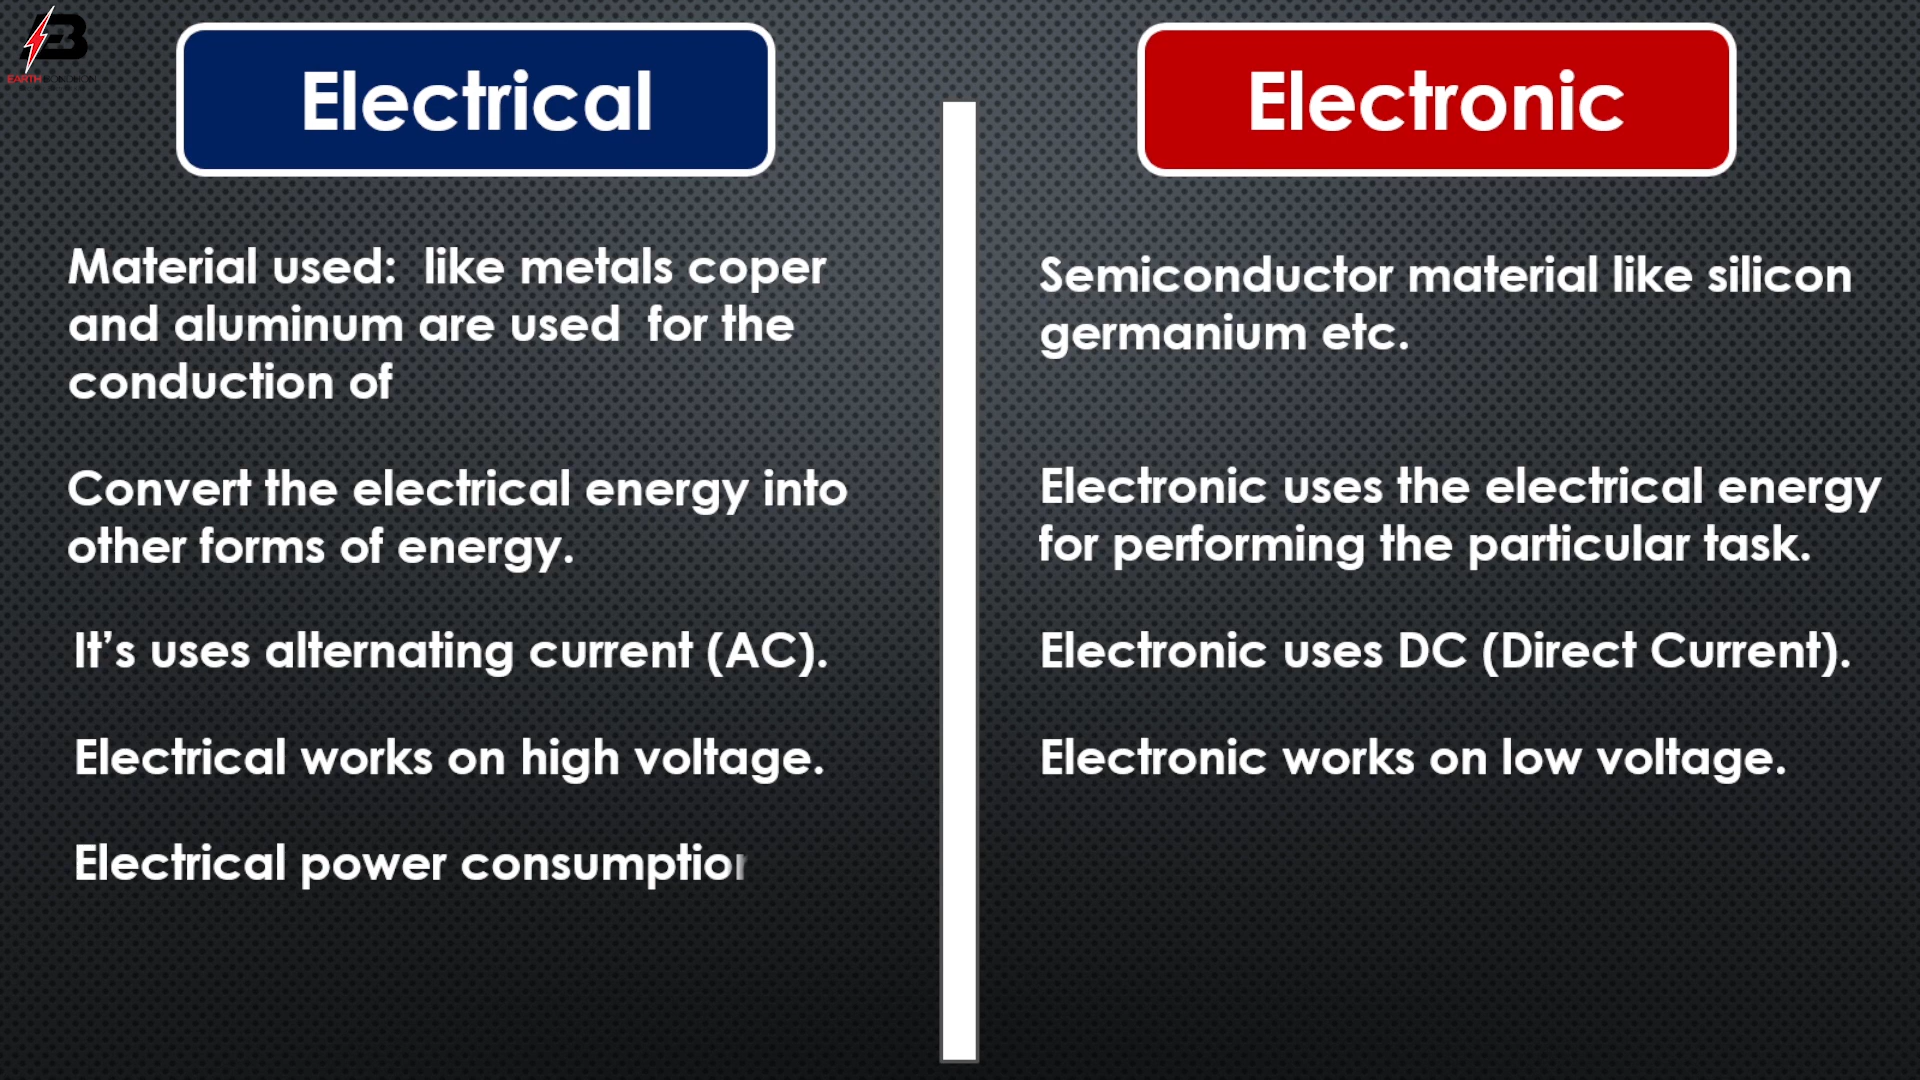 EARTH
Electrical
Material used:  like metals coper
and aluminum are used  for the
conduction of
Convert the electrical energy into
other forms of energy.
It’s uses alternating current (AC).
Electrical works on high voltage.
Electrical power consumption
Electronic
Semiconductor material like silicon
germanium etc.
Electronic uses the electrical energy
for performing the particular task.
Electronic uses DC (Direct Current).
Electronic works on low voltage.